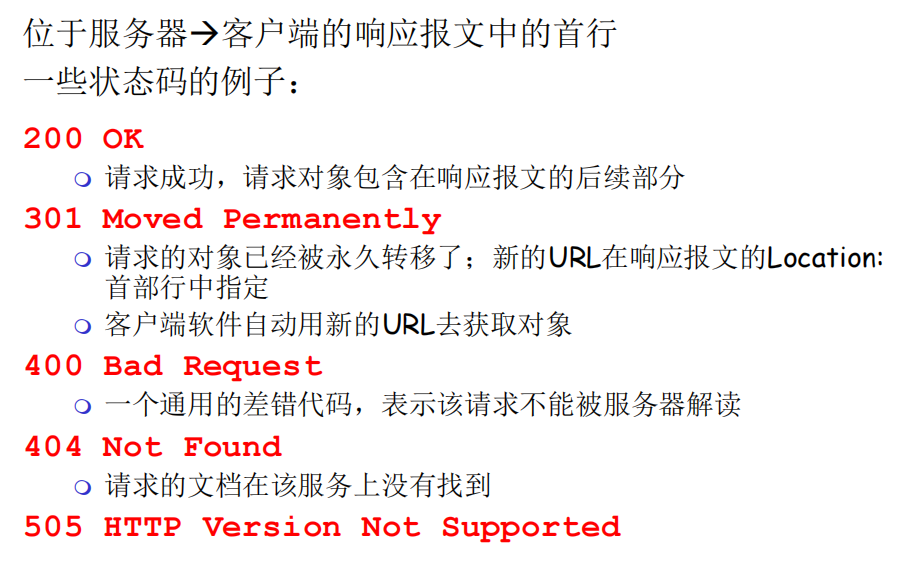 位于服务器→客户端的响应报文中的首行
一些状态码的例子：
200 OK
请求成功，请求对象包含在响应报文的后续部分
301 Moved Permanently
请求的对象已经被永久转移了；新的URL在响应报文的Location:
首部行中指定
客户端软件自动用新的URL去获取对象
400 Bad Request
一个通用的差错代码，表示该请求不能被服务器解读
404 Not Found
请求的文档在该服务上没有找到
505 HTTP Version Not Supported